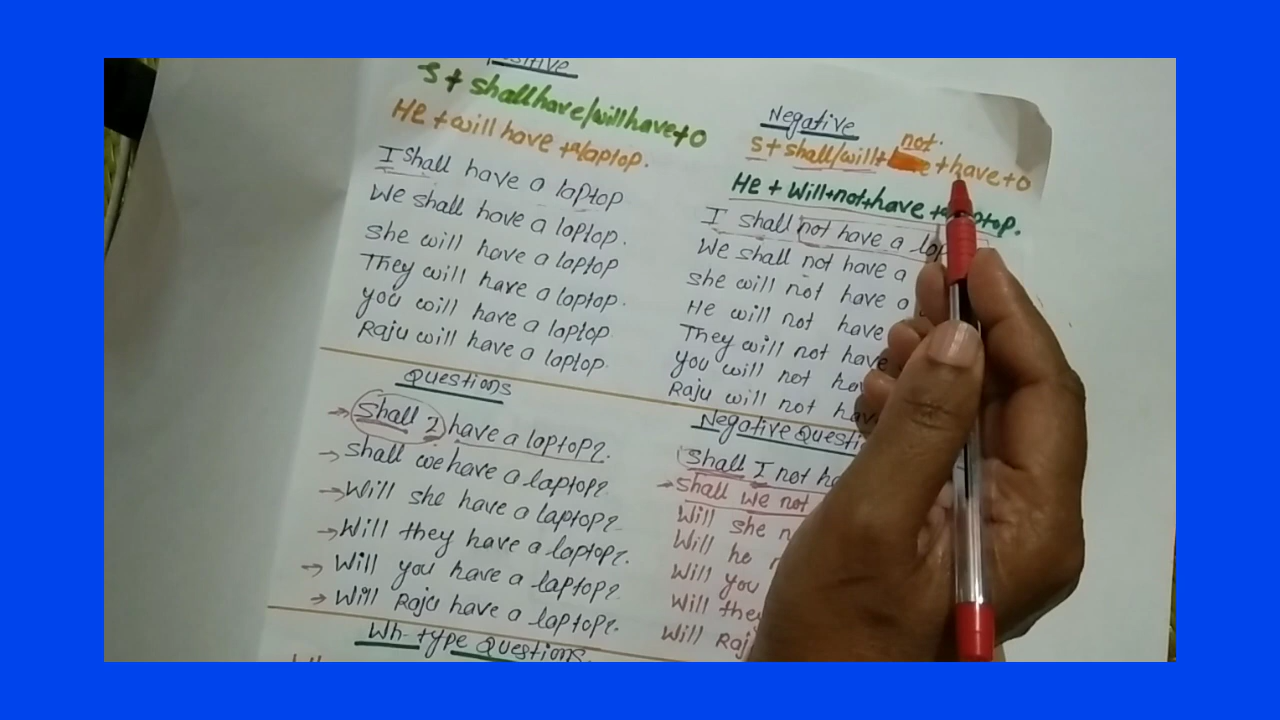 Positive
S + shall have/will have + O
He + will have + a laptop.
I shall have a laptop
We shall have a laptop.
She will have a laptop
They will have a laptop.
you will have a laptop
Raju will have a laptop.
Negative
not.
S + shall/will + + have + O
He + Will + not + have + a laptop.
I shall not have a lap
We shall not have a
She will not have a
He will not have
They will not have
you will not hav
Raju will not hav
Questions
Shall I have a laptop?
Shall we have a laptop?
Will she have a laptop?
Will they have a laptop?.
Will you have a laptop?
Will Raju have a laptop?.
Negative Questi
Shall I not ha
Shall we not
Will she n
Will he n
Will you
Will they
Will Raj
Wh- type Questions.